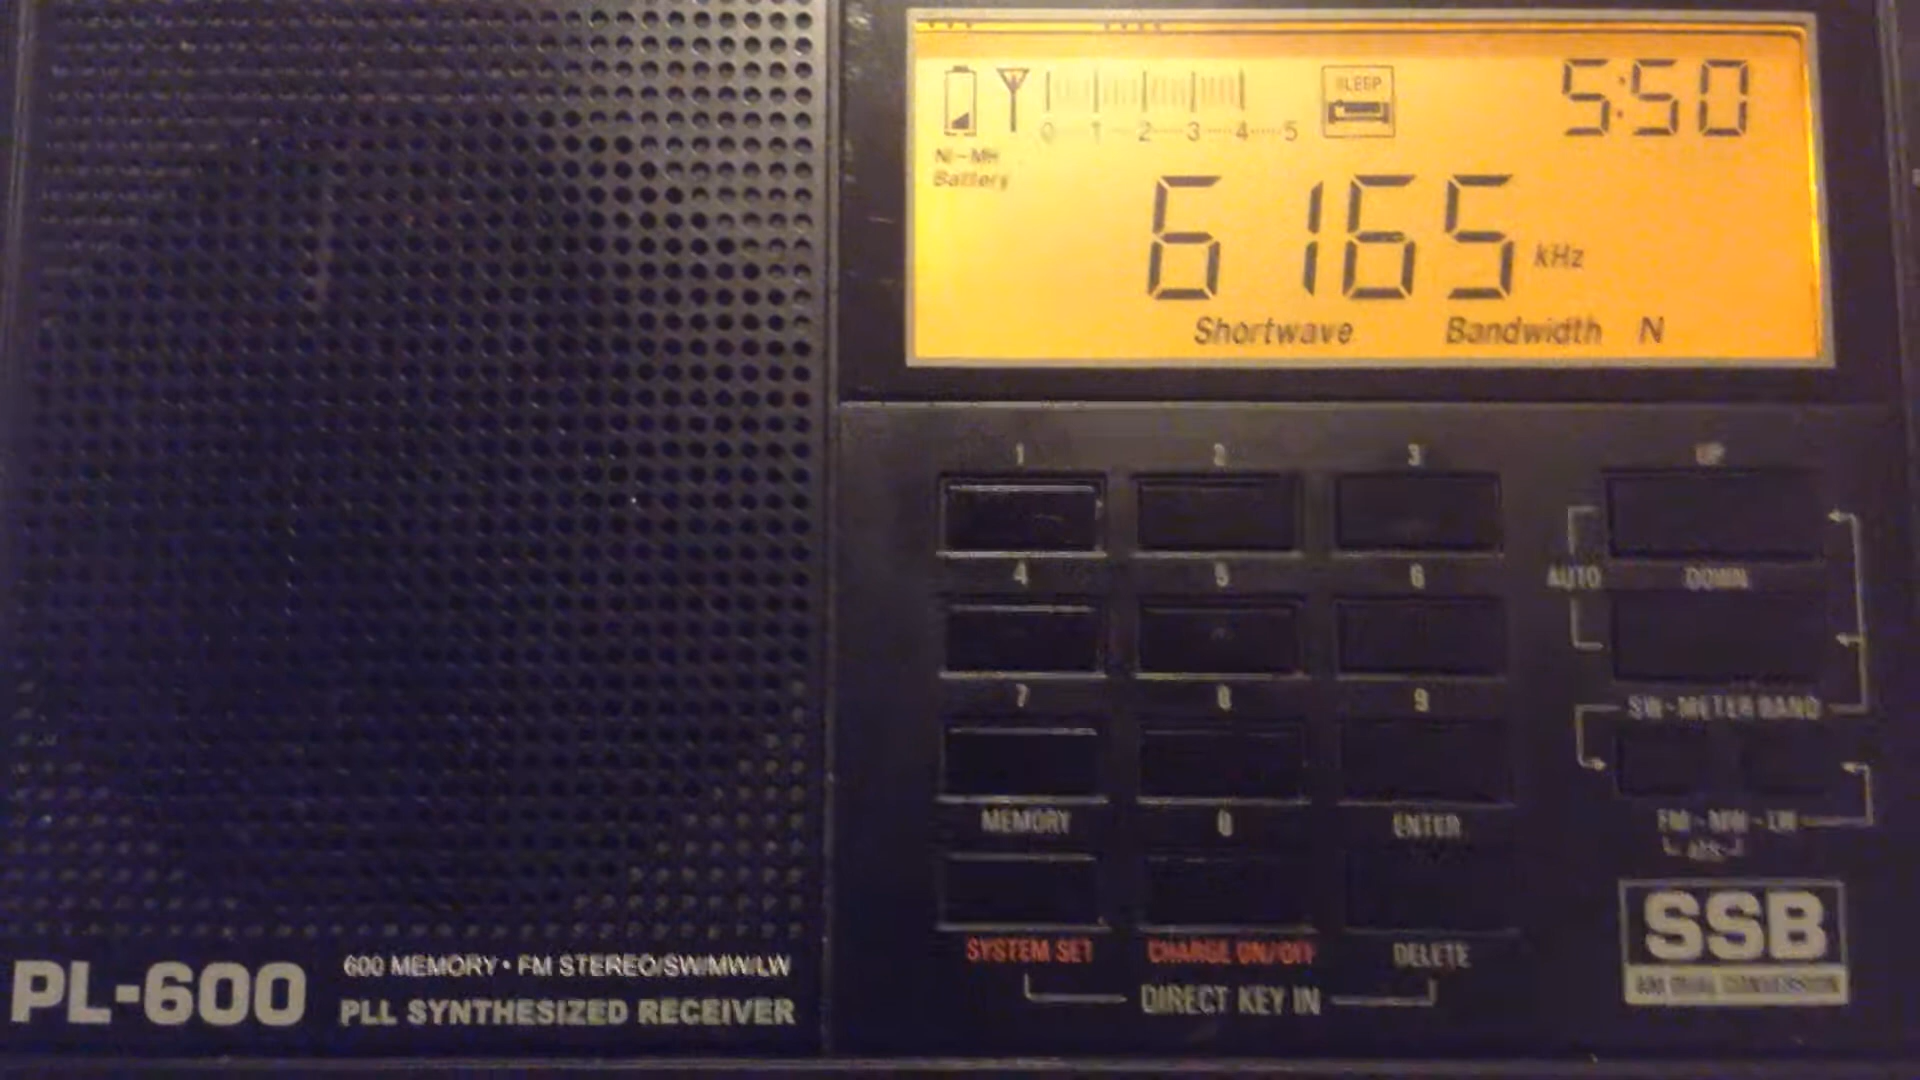 SLEEP
5:50
0 1 2 3 4 5
Ni-MH
Battery
6165 kHz
Shortwave Bandwidth N
1 2 3 UP
4 5 6 AUTO DOWN
7 8 9 SW-METER BAND
MEMORY 0 ENTER FM-MW-LW
SSB
SYSTEM SET CHARGE ON/OFF DELETE
DIRECT KEY IN
PL-600
600 MEMORY • FM STEREO/SW/MW/LW
PLL SYNTHESIZED RECEIVER